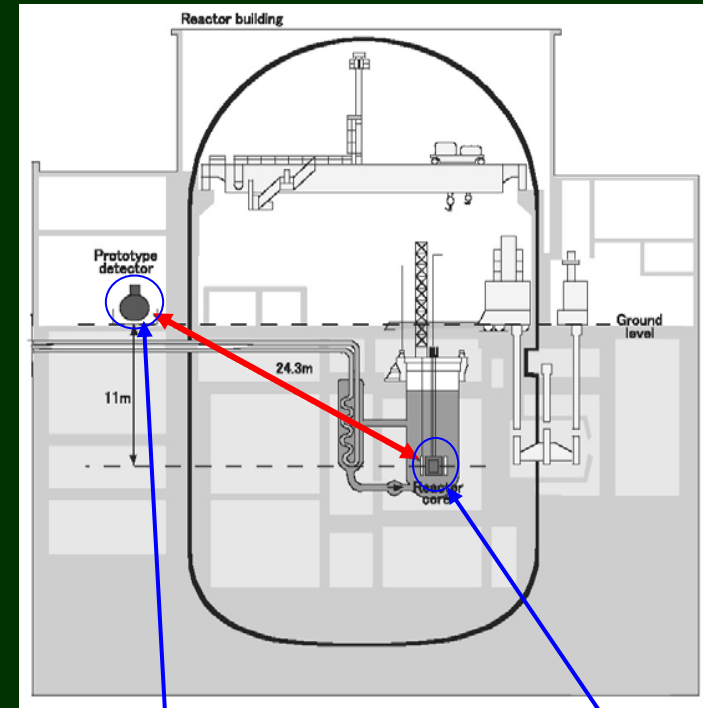 Reactor building
Prototype
detector
Ground
level
24.3m
11m
Reactor
core